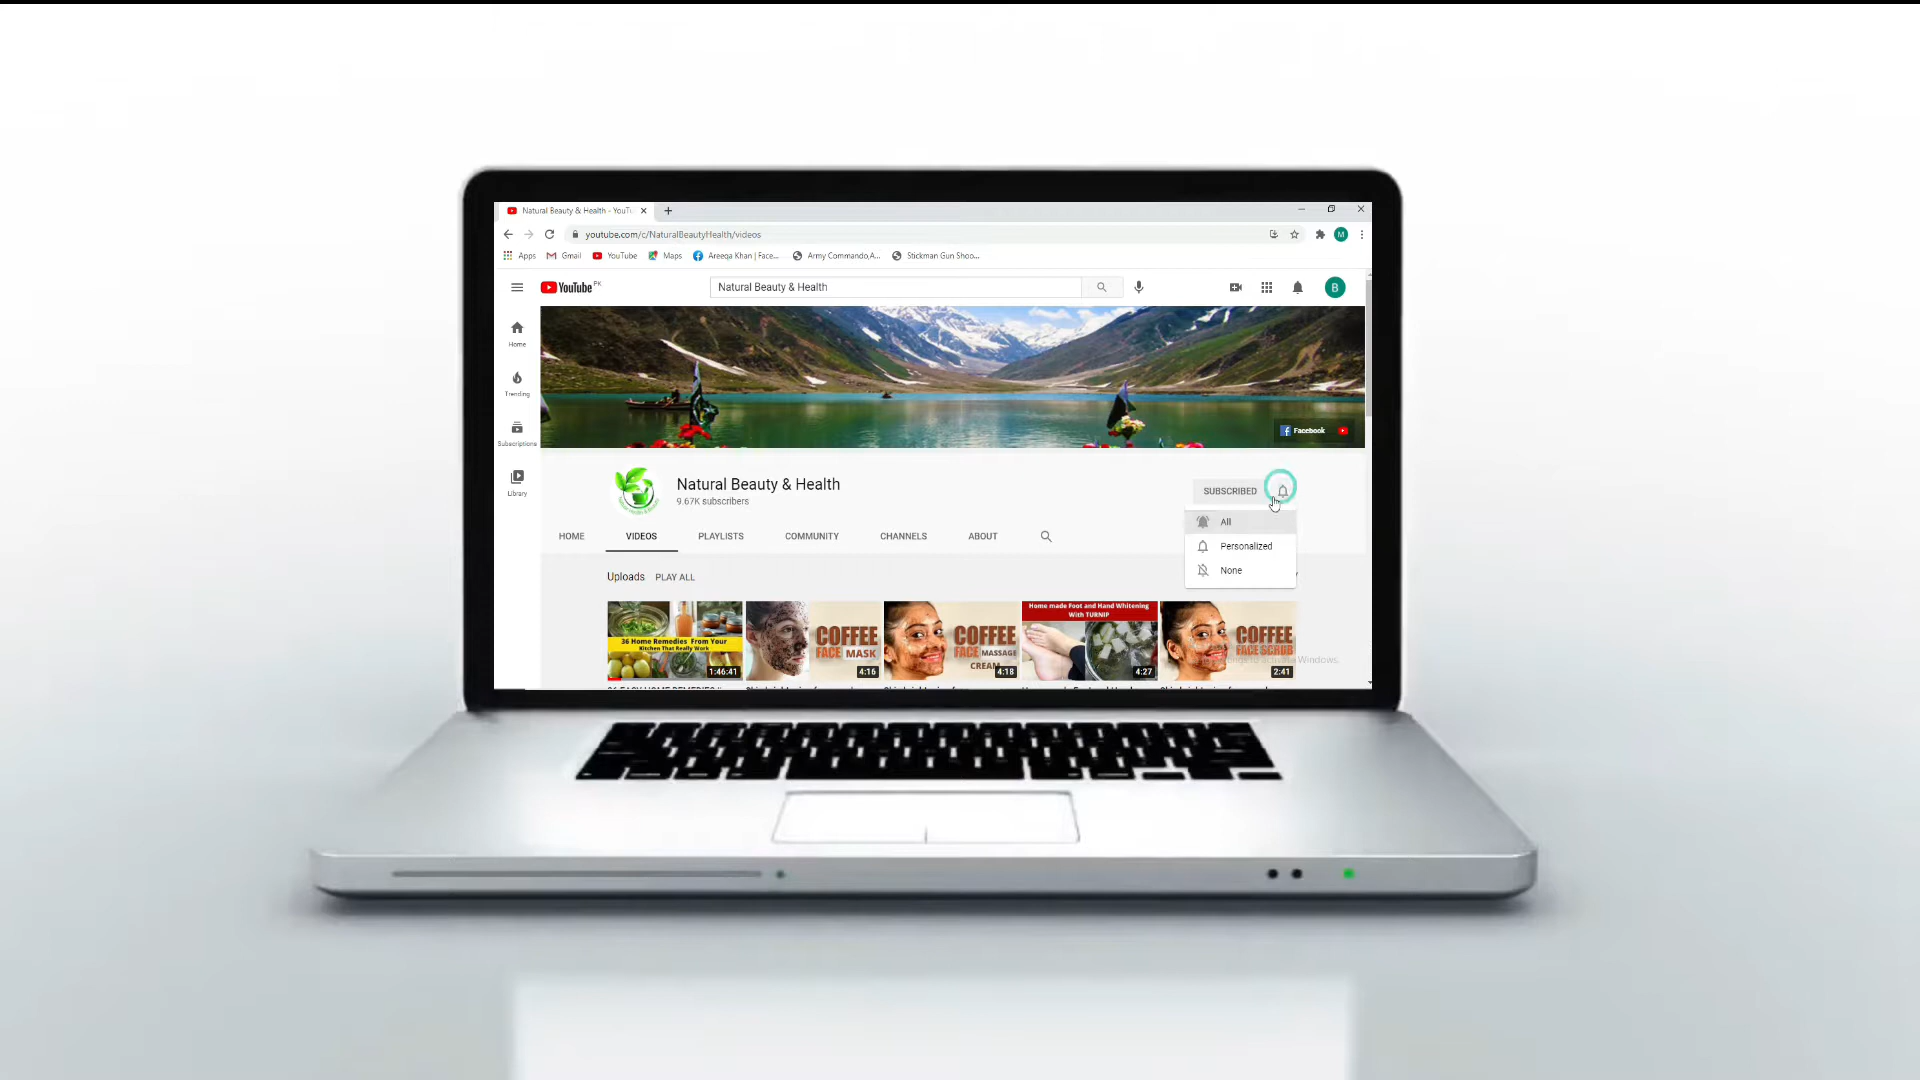 Natural Beauty & Health - YouTu
youtube.com/c/NaturalBeautyHealth/videos
M
Apps Gmail YouTube Maps Areeqa Khan | Face... Army Commando,A... Stickman Gun Shoo...
YouTube PK
Natural Beauty & Health
B
Home
Trending
Subscriptions
Library
Facebook
Natural Beauty & Health
9.67K subscribers
SUBSCRIBED
All
Personalized
None
HOME VIDEOS PLAYLISTS COMMUNITY CHANNELS ABOUT
Uploads PLAY ALL
36 Home Remedies From Your
Kitchen That Really Work
1:46:41
COFFEE
FACE MASK
4:16
COFFEE
FACE MASSAGE
CREAM
4:18
Home made Foot and Hand Whitening
With TURNIP
4:27
COFFEE
FACE SCRUB
2:41
Windows.